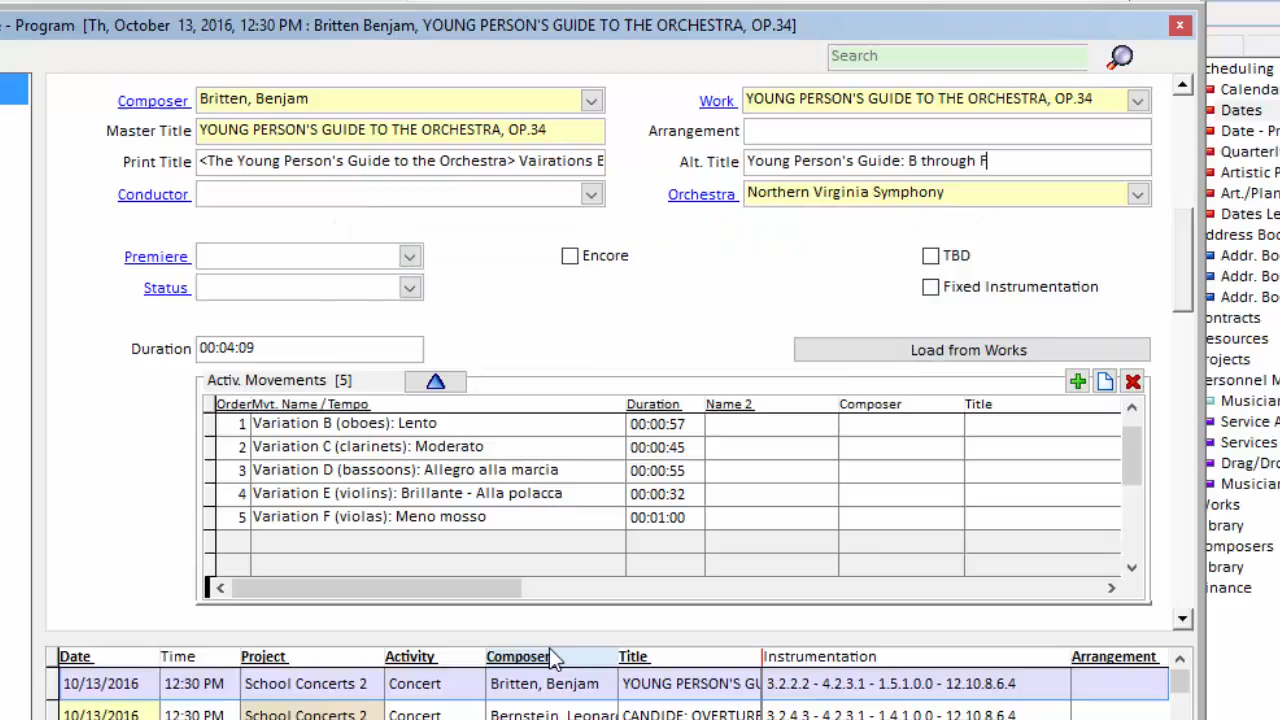 - Program [Th, October 13, 2016, 12:30 PM : Britten Benjam, YOUNG PERSON'S GUIDE TO THE ORCHESTRA, OP.34]
Search
Composer Britten, Benjam Work YOUNG PERSON'S GUIDE TO THE ORCHESTRA, OP.34
Master Title YOUNG PERSON'S GUIDE TO THE ORCHESTRA, OP.34 Arrangement
Print Title <The Young Person's Guide to the Orchestra> Vairations E Alt. Title Young Person's Guide: B through F
Conductor Orchestra Northern Virginia Symphony
Premiere Encore TBD
Status Fixed Instrumentation
Duration 00:04:09 Load from Works
Activ. Movements [5]
Order Mvt. Name / Tempo Duration Name 2 Composer Title
1 Variation B (oboes): Lento 00:00:57
2 Variation C (clarinets): Moderato 00:00:45
3 Variation D (bassoons): Allegro alla marcia 00:00:55
4 Variation E (violins): Brillante - Alla polacca 00:00:32
5 Variation F (violas): Meno mosso 00:01:00
Date Time Project Activity Composer Title Instrumentation Arrangement
10/13/2016 12:30 PM School Concerts 2 Concert Britten, Benjam YOUNG PERSON'S GU 3.2.2.2 - 4.2.3.1 - 1.5.1.0.0 - 12.10.8.6.4
10/13/2016 12:30 PM School Concerts 2 Concert Bernstein, Leonar CANDIDE: OVERTURE 3.2.4.3 - 4.2.3.1 - 1.4.1.0.0 - 12.10.8.6.4
cheduling
Calenda
Dates
Date - Pr
Quarterl
Artistic P
Art./Plan
Dates Le
ddress Boo
Addr. Bo
Addr. Bo
Addr. Bo
ontracts
esources
rojects
ersonnel M
Musician
Service A
Services
Drag/Dro
Musician
Works
ibrary
omposers
ibrary
inance